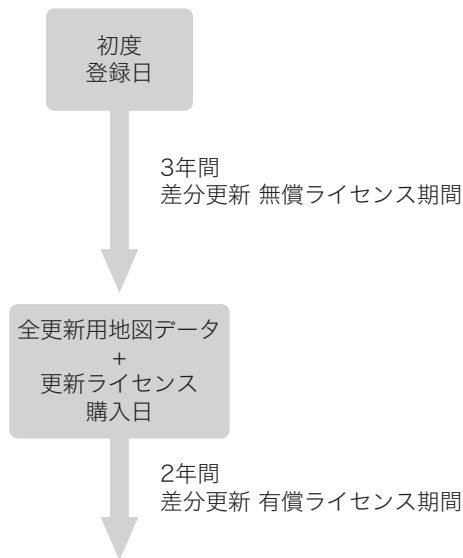 初度
登録日
3年間
差分更新 無償ライセンス期間
全更新用地図データ
+
更新ライセンス
購入日
2年間
差分更新 有償ライセンス期間